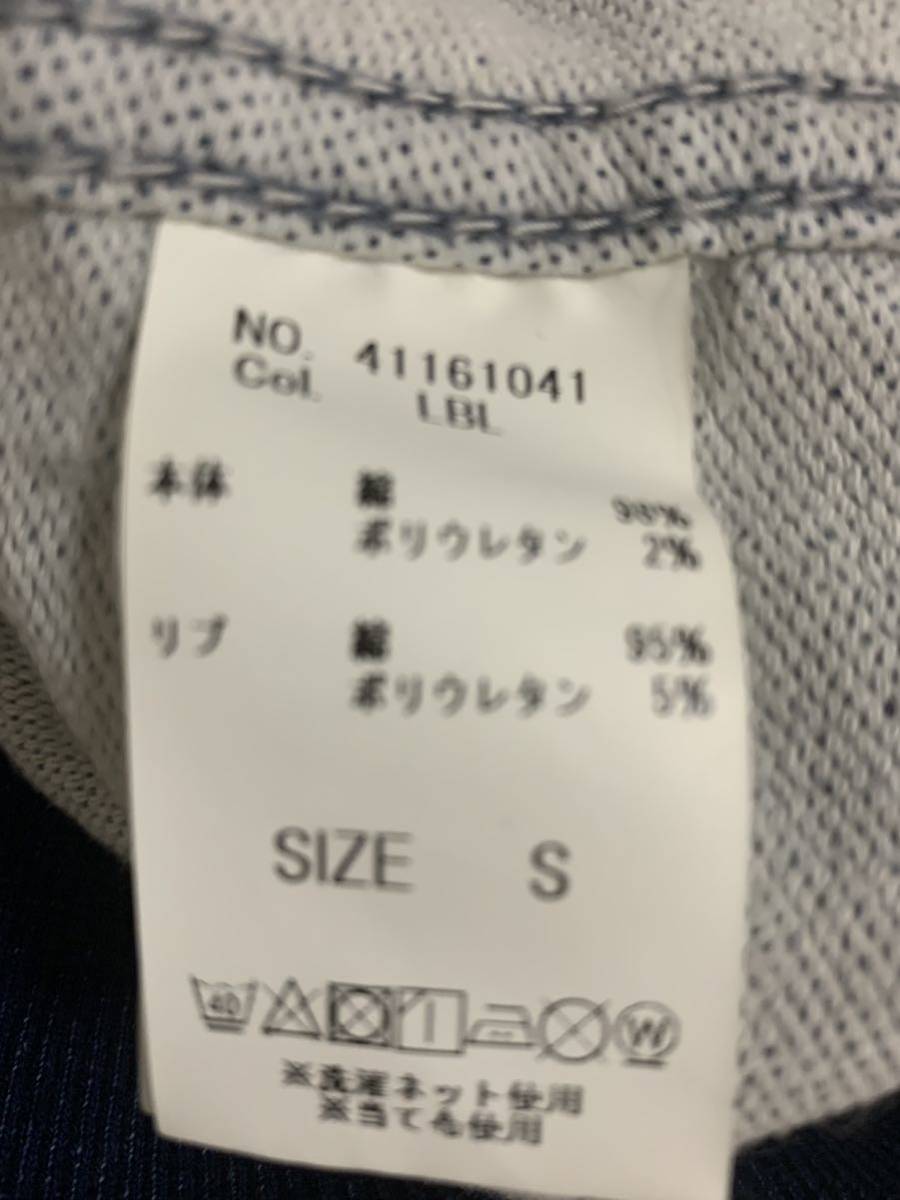 NO. 41161041
Col. LBL
本体 綿 98%
ポリウレタン 2%
リブ 綿 95%
ポリウレタン 5%
SIZE S
40 W
※洗濯ネット使用
※当て布使用